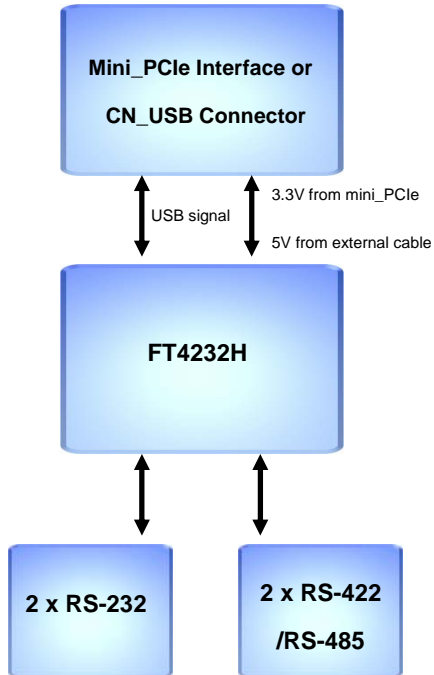 Mini_PCIe Interface or
CN_USB Connector
3.3V from mini_PCIe
USB signal
5V from external cable
FT4232H
2 x RS-232
2 x RS-422
/RS-485